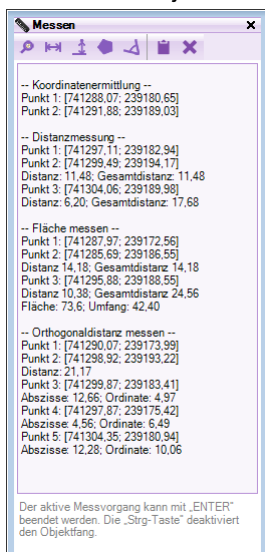 Messen
-- Koordinatenermittlung --
Punkt 1: [741288,07; 239180,65]
Punkt 2: [741291,88; 239189,03]
-- Distanzmessung --
Punkt 1: [741297,11; 239182,94]
Punkt 2: [741299,49; 239194,17]
Distanz: 11,48; Gesamtdistanz: 11,48
Punkt 3: [741304,06; 239189,98]
Distanz: 6,20; Gesamtdistanz: 17,68
-- Fläche messen --
Punkt 1: [741287,97; 239172,56]
Punkt 2: [741285,69; 239186,55]
Distanz 14,18; Gesamtdistanz 14,18
Punkt 3: [741295,88; 239188,55]
Distanz 10,38; Gesamtdistanz 24,56
Fläche: 73,6; Umfang: 42,40
-- Orthogonaldistanz messen --
Punkt 1: [741290,07; 239173,99]
Punkt 2: [741298,92; 239193,22]
Distanz: 21,17
Punkt 3: [741299,87; 239183,41]
Abszisse: 12,66; Ordinate: 4,97
Punkt 4: [741297,87; 239175,42]
Abszisse: 4,56; Ordinate: 6,49
Punkt 5: [741304,35; 239180,94]
Abszisse: 12,28; Ordinate: 10,06
Der aktive Messvorgang kann mit „ENTER"
beendet werden. Die „Strg-Taste" deaktiviert
den Objektfang.